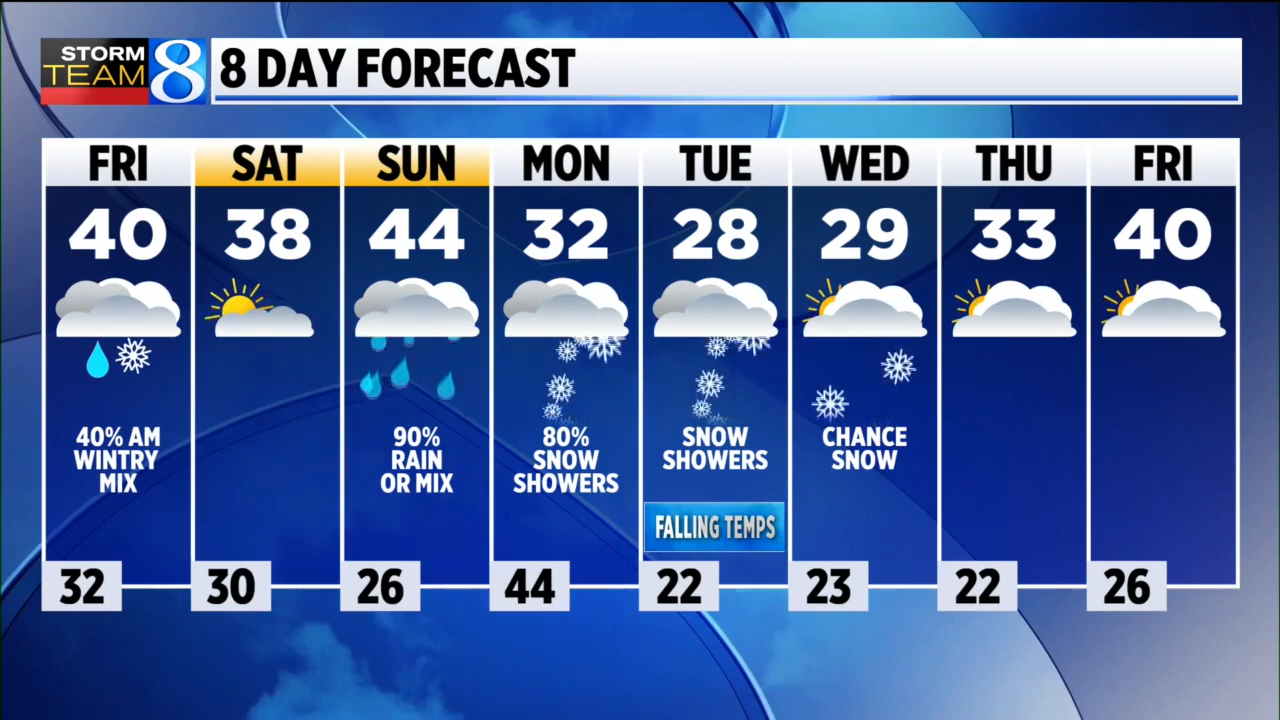 STORM
TEAM
8
8 DAY FORECAST
FRI SAT SUN MON TUE WED THU FRI
40 38 44 32 28 29 33 40
40% AM
WINTRY
MIX
90%
RAIN
OR MIX
80%
SNOW
SHOWERS
SNOW
SHOWERS
FALLING TEMPS
CHANCE
SNOW
32 30 26 44 22 23 22 26